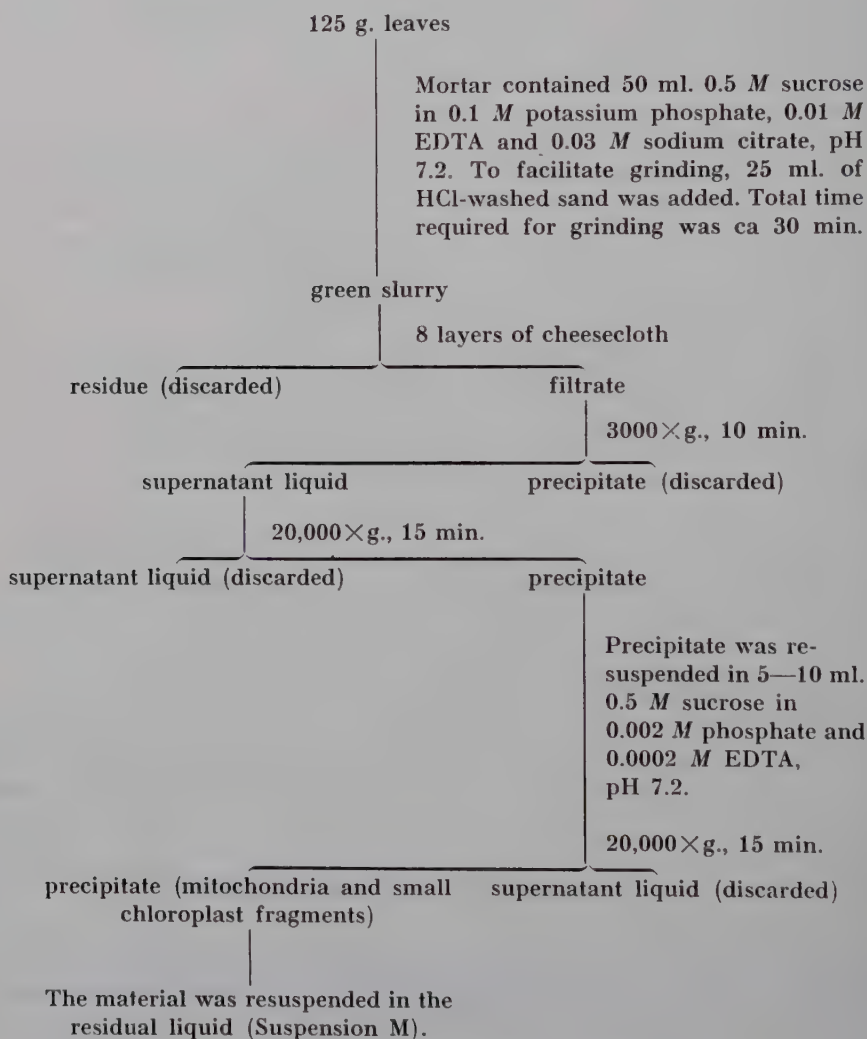 125 g. leaves
Mortar contained 50 ml. 0.5 M sucrose
in 0.1 M potassium phosphate, 0.01 M
EDTA and 0.03 M sodium citrate, pH
7.2. To facilitate grinding, 25 ml. of
HCl-washed sand was added. Total time
required for grinding was ca 30 min.
green slurry
8 layers of cheesecloth
residue (discarded)
filtrate
3000×g., 10 min.
supernatant liquid
precipitate (discarded)
20,000×g., 15 min.
supernatant liquid (discarded)
precipitate
Precipitate was re-
suspended in 5—10 ml.
0.5 M sucrose in
0.002 M phosphate and
0.0002 M EDTA,
pH 7.2.
20,000×g., 15 min.
precipitate (mitochondria and small
chloroplast fragments)
supernatant liquid (discarded)
The material was resuspended in the
residual liquid (Suspension M).